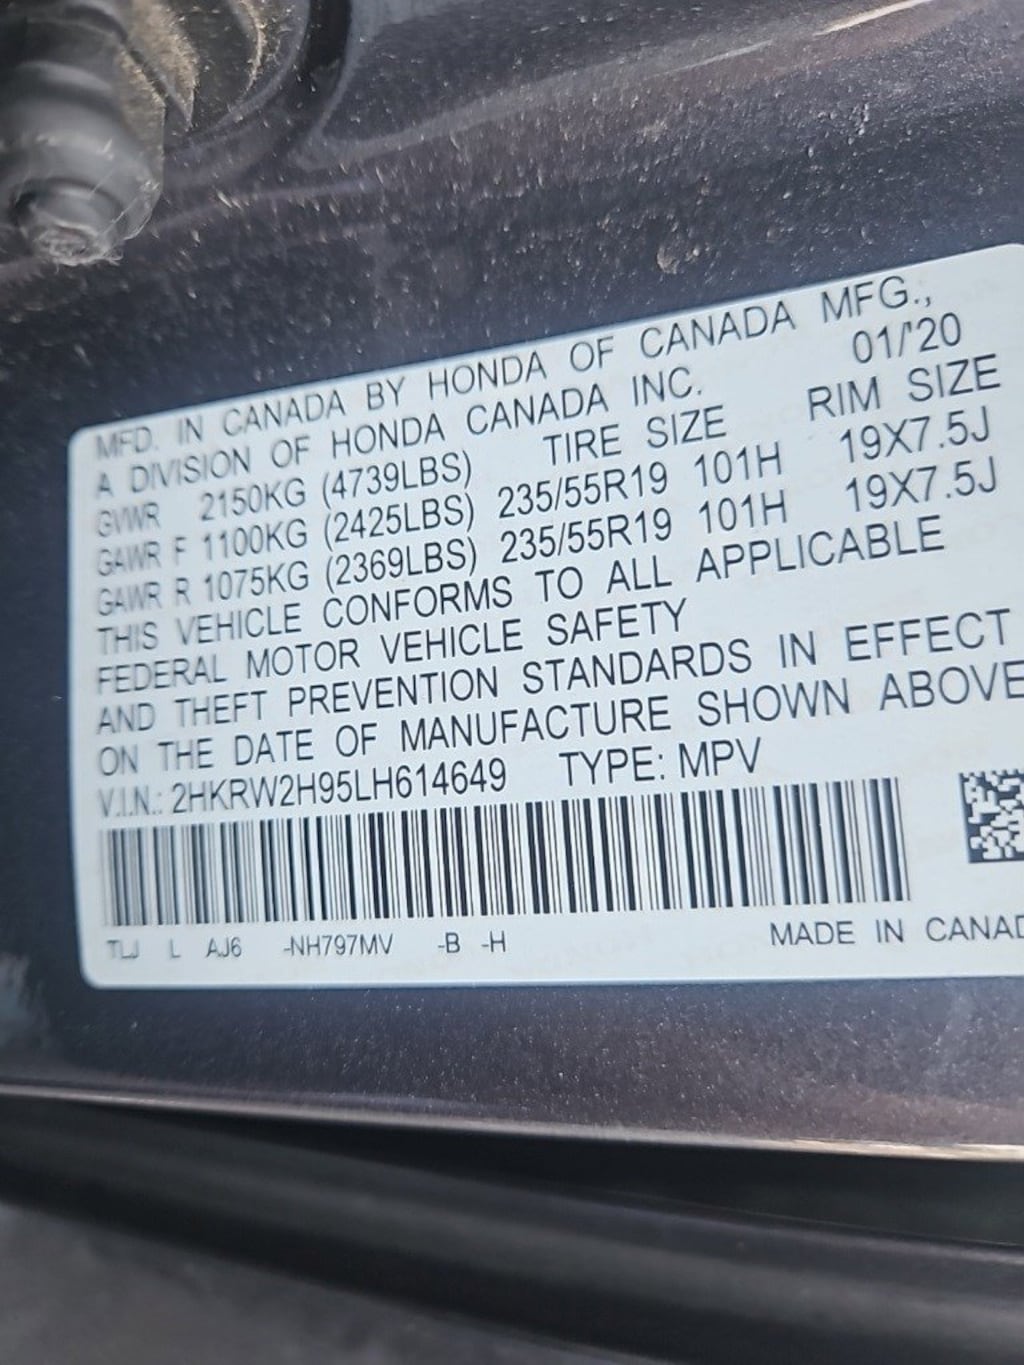 MFD. IN CANADA BY HONDA OF CANADA MFG.,
A DIVISION OF HONDA CANADA INC. 01/'20
GVWR 2150KG (4739LBS) TIRE SIZE RIM SIZE
GAWR F 1100KG (2425LBS) 235/55R19 101H 19X7.5J
GAWR R 1075KG (2369LBS) 235/55R19 101H 19X7.5J
THIS VEHICLE CONFORMS TO ALL APPLICABLE
FEDERAL MOTOR VEHICLE SAFETY
AND THEFT PREVENTION STANDARDS IN EFFECT
ON THE DATE OF MANUFACTURE SHOWN ABOVE
V.I.N.: 2HKRW2H95LH614649 TYPE: MPV
TLJ L AJ6 -NH797MV -B -H MADE IN CANAD